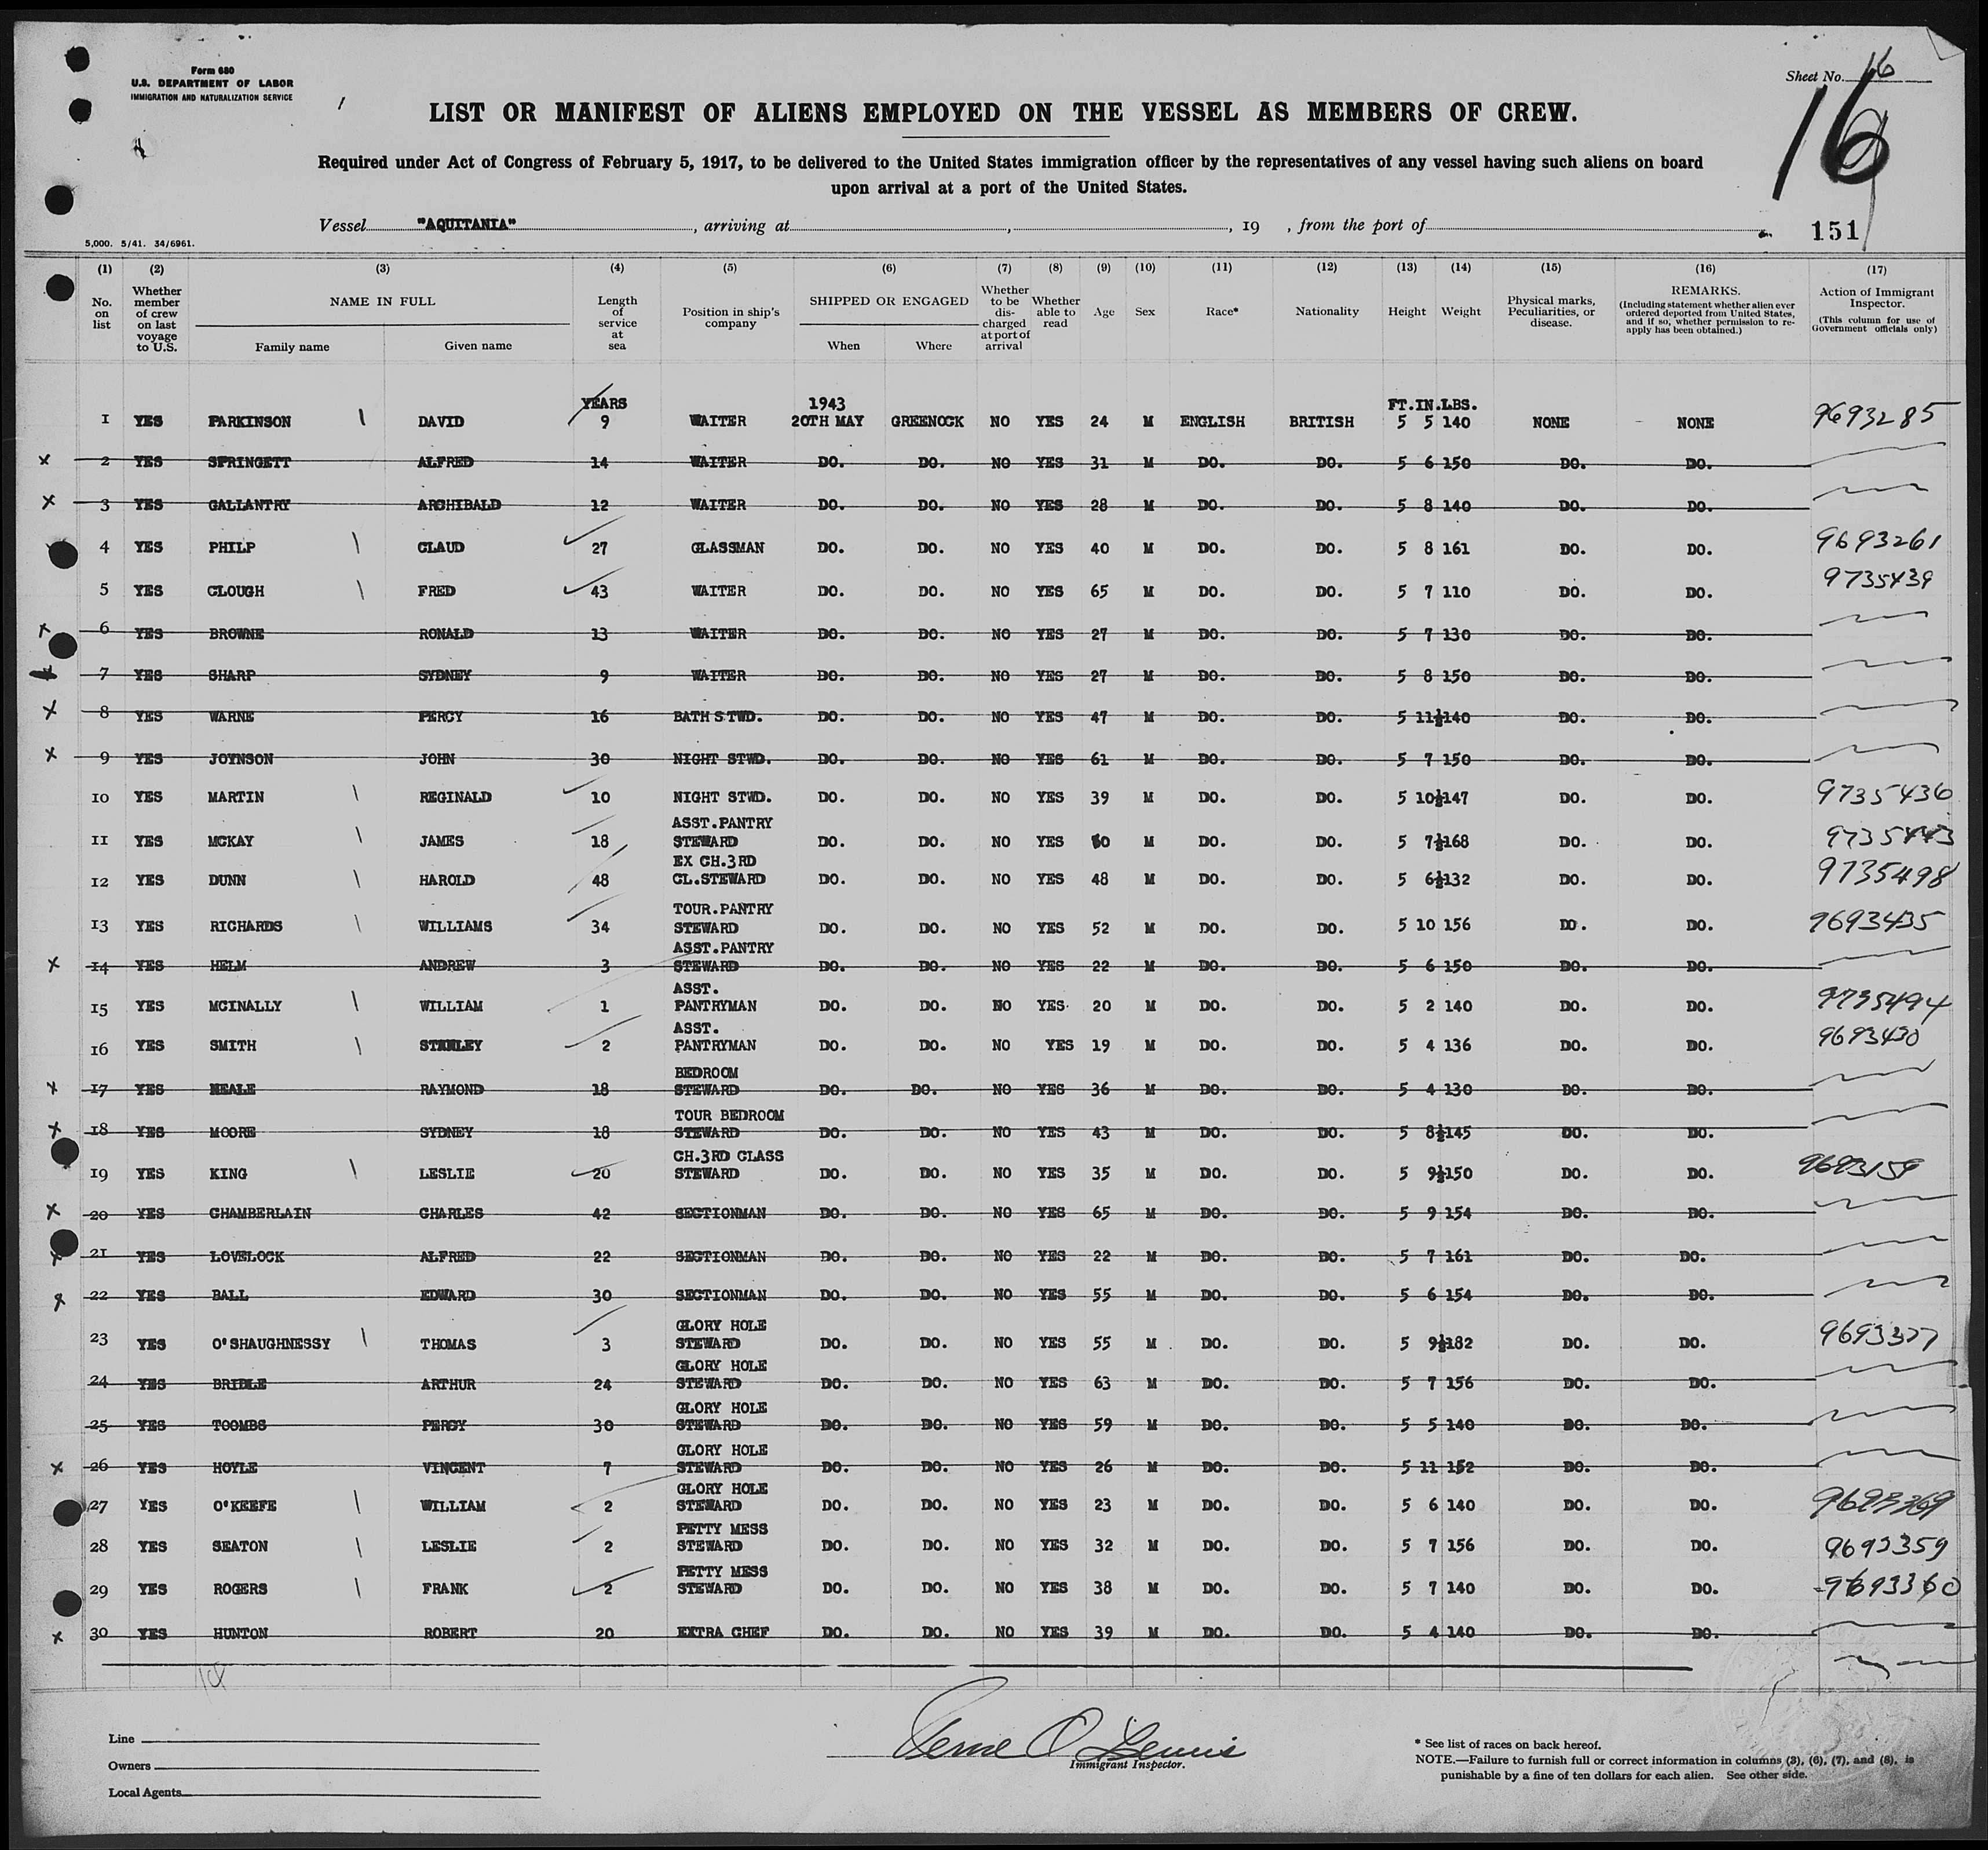 Form 680
U.S. DEPARTMENT OF LABOR
IMMIGRATION AND NATURALIZATION SERVICE
Sheet No. 16
16
LIST OR MANIFEST OF ALIENS EMPLOYED ON THE VESSEL AS MEMBERS OF CREW.
Required under Act of Congress of February 5, 1917, to be delivered to the United States immigration officer by the representatives of any vessel having such aliens on board
upon arrival at a port of the United States.
Vessel "AQUITANIA", arriving at , , 19 , from the port of
5,000. 5/41. 34/6961.
151
(1) (2) (3) (4) (5) (6) (7) (8) (9) (10) (11) (12) (13) (14) (15) (16) (17)
No. on list Whether member of crew on last voyage to U.S. NAME IN FULL Family name Given name Length of service at sea Position in ship's company SHIPPED OR ENGAGED When Where Whether to be discharged at port of arrival Whether able to read Age Sex Race* Nationality Height Weight Physical marks, Peculiarities, or disease. REMARKS. (Including statement whether alien ever ordered deported from United States, and if so, whether permission to reapply has been obtained.) Action of Immigrant Inspector. (This column for use of Government officials only)
YEARS 1943 FT.IN.LBS.
1 YES PARKINSON DAVID 9 WAITER 20TH MAY GREENOCK NO YES 24 M ENGLISH BRITISH 5 5 140 NONE NONE 9693285
2 YES SPRINGETT ALFRED 14 WAITER DO. DO. NO YES 31 M DO. DO. 5 6 150 DO. DO.
3 YES GALLANTRY ARCHIBALD 12 WAITER DO. DO. NO YES 28 M DO. DO. 5 8 140 DO. DO.
4 YES PHILP CLAUD 27 GLASSMAN DO. DO. NO YES 40 M DO. DO. 5 8 161 DO. DO. 9693261
5 YES CLOUGH FRED 43 WAITER DO. DO. NO YES 65 M DO. DO. 5 7 110 DO. DO. 9735439
6 YES BROWNE RONALD 13 WAITER DO. DO. NO YES 27 M DO. DO. 5 7 130 DO. DO.
7 YES SHARP SYDNEY 9 WAITER DO. DO. NO YES 27 M DO. DO. 5 8 150 DO. DO.
8 YES WARNE PERCY 16 BATH STWD. DO. DO. NO YES 47 M DO. DO. 5 11½ 140 DO. DO.
9 YES JOYNSON JOHN 30 NIGHT STWD. DO. DO. NO YES 61 M DO. DO. 5 7 150 DO. DO.
10 YES MARTIN REGINALD 10 NIGHT STWD. DO. DO. NO YES 39 M DO. DO. 5 10½ 147 DO. DO. 9735436
ASST.PANTRY
11 YES MCKAY JAMES 18 STEWARD DO. DO. NO YES 60 M DO. DO. 5 7½ 168 DO. DO. 9735443
EX CH.3RD
12 YES DUNN HAROLD 48 CL.STEWARD DO. DO. NO YES 48 M DO. DO. 5 6½ 132 DO. DO. 9735498
TOUR.PANTRY
13 YES RICHARDS WILLIAMS 34 STEWARD DO. DO. NO YES 52 M DO. DO. 5 10 156 DO. DO. 9693435
ASST.PANTRY
14 YES HELM ANDREW 3 STEWARD DO. DO. NO YES 22 M DO. DO. 5 6 150 DO. DO.
ASST.
15 YES MCINALLY WILLIAM 1 PANTRYMAN DO. DO. NO YES 20 M DO. DO. 5 2 140 DO. DO. 9735494
ASST.
16 YES SMITH STANLEY 2 PANTRYMAN DO. DO. NO YES 19 M DO. DO. 5 4 136 DO. DO. 9693430
BEDROOM
17 YES NEALE RAYMOND 18 STEWARD DO. DO. NO YES 36 M DO. DO. 5 4 130 DO. DO.
TOUR BEDROOM
18 YES MOORE SYDNEY 18 STEWARD DO. DO. NO YES 43 M DO. DO. 5 8½ 145 DO. DO.
CH.3RD CLASS
19 YES KING LESLIE 20 STEWARD DO. DO. NO YES 35 M DO. DO. 5 9½ 150 DO. DO.
20 YES CHAMBERLAIN CHARLES 42 SECTIONMAN DO. DO. NO YES 65 M DO. DO. 5 9 154 DO. DO.
21 YES LOVELOCK ALFRED 22 SECTIONMAN DO. DO. NO YES 22 M DO. DO. 5 7 161 DO. DO.
22 YES BALL EDWARD 30 SECTIONMAN DO. DO. NO YES 55 M DO. DO. 5 6 154 DO. DO.
GLORY HOLE
23 YES O'SHAUGHNESSY THOMAS 3 STEWARD DO. DO. NO YES 55 M DO. DO. 5 9½ 182 DO. DO. 9693377
GLORY HOLE
24 YES BRIDLE ARTHUR 24 STEWARD DO. DO. NO YES 63 M DO. DO. 5 7 156 DO. DO.
GLORY HOLE
25 YES TOOMBS PERCY 30 STEWARD DO. DO. NO YES 59 M DO. DO. 5 5 140 DO. DO.
GLORY HOLE
26 YES HOYLE VINCENT 7 STEWARD DO. DO. NO YES 26 M DO. DO. 5 11 152 DO. DO.
GLORY HOLE
27 YES O'KEEFE WILLIAM 2 STEWARD DO. DO. NO YES 23 M DO. DO. 5 6 140 DO. DO. 9693369
PETTY MESS
28 YES SEATON LESLIE 2 STEWARD DO. DO. NO YES 32 M DO. DO. 5 7 156 DO. DO. 9693359
PETTY MESS
29 YES ROGERS FRANK 2 STEWARD DO. DO. NO YES 38 M DO. DO. 5 7 140 DO. DO. 9693360
30 YES HUNTON ROBERT 20 EXTRA CHEF DO. DO. NO YES 39 M DO. DO. 5 4 140 DO. DO.
Line
Owners
Local Agents
Immigrant Inspector.
* See list of races on back hereof.
NOTE.—Failure to furnish full or correct information in columns (3), (6), (7), and (8), is
punishable by a fine of ten dollars for each alien. See other side.